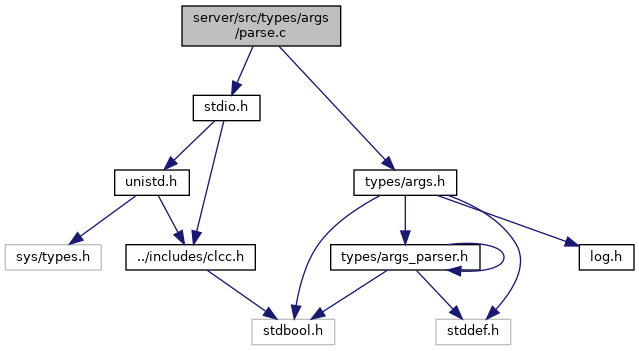 server/src/types/args
/parse.c
stdio.h
unistd.h
types/args.h
sys/types.h
../includes/clcc.h
types/args_parser.h
log.h
stdbool.h
stddef.h